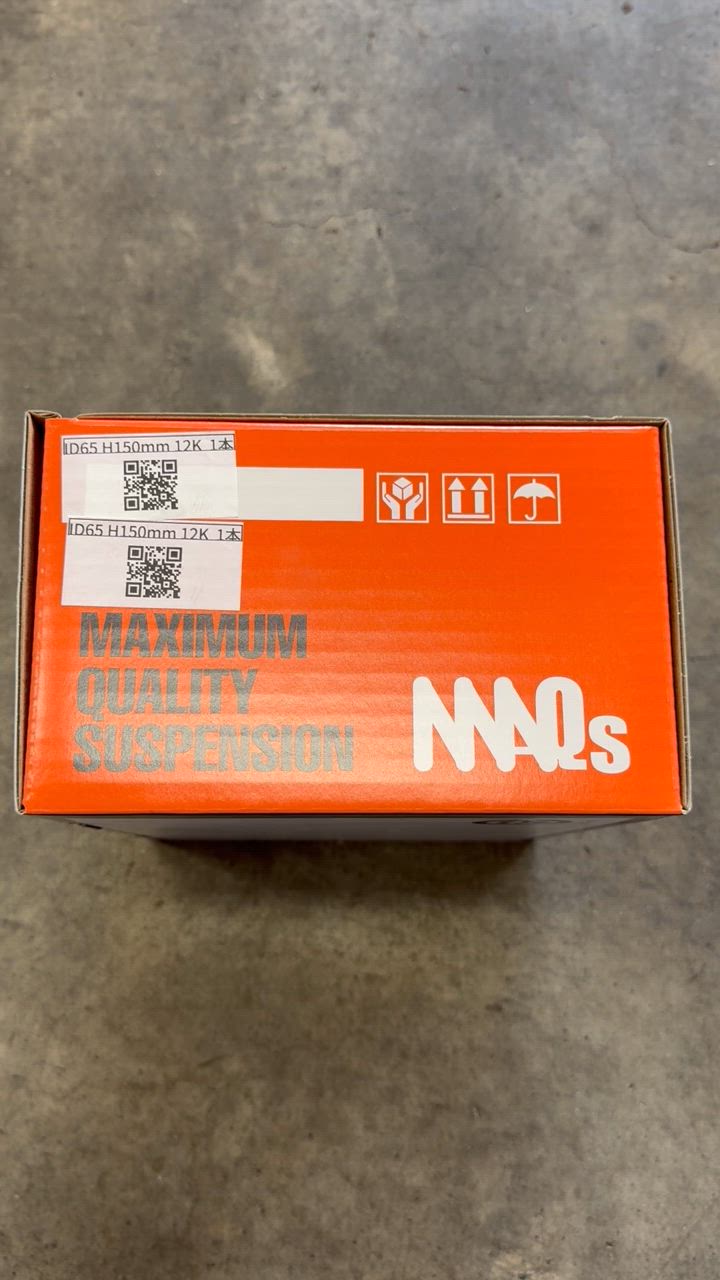 ID65 H150mm 12K 1本
ID65 H150mm 12K 1本
MAXIMUM
QUALITY
SUSPENSION
MAQs